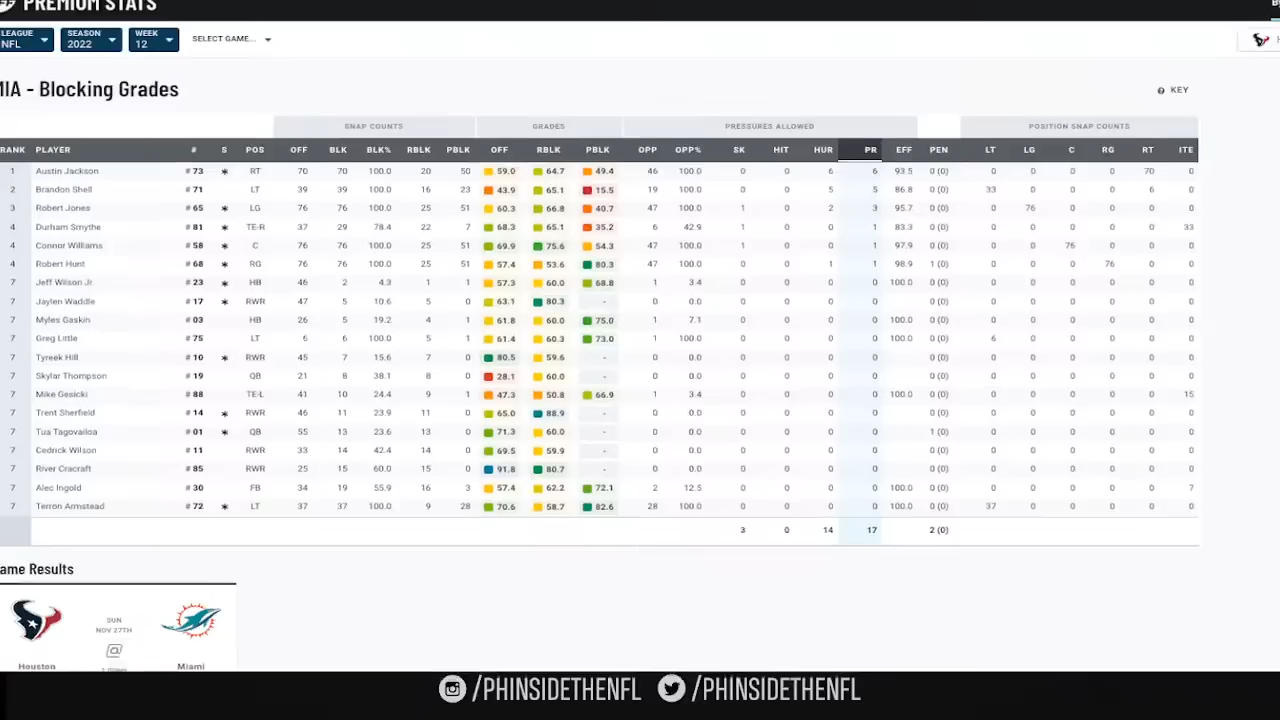 PREMIUM STATS
LEAGUE NFL SEASON 2022 WEEK 12 SELECT GAME...
MIA - Blocking Grades
KEY
SNAP COUNTS GRADES PRESSURES ALLOWED POSITION SNAP COUNTS
RANK PLAYER # S POS OFF BLK BLK% RBLK PBLK OFF RBLK PBLK OPP OPP% SK HIT HUR PR EFF PEN LT LG C RG RT ITE
1 Austin Jackson #73 * RT 70 70 100.0 20 50 59.0 64.7 49.4 46 100.0 0 0 6 6 93.5 0 (0) 0 0 0 0 70 0
2 Brandon Shell #71 LT 39 39 100.0 16 23 43.9 65.1 15.5 19 100.0 0 0 5 5 86.8 0 (0) 33 0 0 0 6 0
3 Robert Jones #65 * LG 76 76 100.0 25 51 60.3 66.8 40.7 47 100.0 1 0 2 3 95.7 0 (0) 0 76 0 0 0 0
4 Durham Smythe #81 * TE-R 37 29 78.4 22 7 68.3 65.1 35.2 6 42.9 1 0 0 1 83.3 0 (0) 0 0 0 0 0 33
4 Connor Williams #58 * C 76 76 100.0 25 51 69.9 75.6 54.3 47 100.0 1 0 0 1 97.9 0 (0) 0 0 76 0 0 0
4 Robert Hunt #68 * RG 76 76 100.0 25 51 57.4 53.6 80.3 47 100.0 0 0 1 1 98.9 1 (0) 0 0 0 76 0 0
7 Jeff Wilson Jr. #23 * HB 46 2 4.3 1 1 57.3 60.0 68.8 1 3.4 0 0 0 0 100.0 0 (0) 0 0 0 0 0 0
7 Jaylen Waddle #17 * RWR 47 5 10.6 5 0 63.1 80.3 - 0 0.0 0 0 0 0 0 (0) 0 0 0 0 0 0
7 Myles Gaskin #03 HB 26 5 19.2 4 1 61.8 60.0 75.0 1 7.1 0 0 0 0 100.0 0 (0) 0 0 0 0 0 0
7 Greg Little #75 LT 6 6 100.0 5 1 61.4 60.3 73.0 1 100.0 0 0 0 0 100.0 0 (0) 6 0 0 0 0 0
7 Tyreek Hill #10 * RWR 45 7 15.6 7 0 80.5 59.6 - 0 0.0 0 0 0 0 0 (0) 0 0 0 0 0 0
7 Skylar Thompson #19 QB 21 8 38.1 8 0 28.1 60.0 - 0 0.0 0 0 0 0 0 (0) 0 0 0 0 0 0
7 Mike Gesicki #88 TE-L 41 10 24.4 9 1 47.3 50.8 66.9 1 3.4 0 0 0 0 100.0 0 (0) 0 0 0 0 0 15
7 Trent Sherfield #14 * RWR 46 11 23.9 11 0 65.0 88.9 - 0 0.0 0 0 0 0 0 (0) 0 0 0 0 0 0
7 Tua Tagovailoa #01 * QB 55 13 23.6 13 0 71.3 60.0 - 0 0.0 0 0 0 0 1 (0) 0 0 0 0 0 0
7 Cedrick Wilson #11 RWR 33 14 42.4 14 0 69.5 59.9 - 0 0.0 0 0 0 0 0 (0) 0 0 0 0 0 0
7 River Cracraft #85 RWR 25 15 60.0 15 0 91.8 80.7 - 0 0.0 0 0 0 0 0 (0) 0 0 0 0 0 0
7 Alec Ingold #30 FB 34 19 55.9 16 3 57.4 62.2 72.1 2 12.5 0 0 0 0 100.0 0 (0) 0 0 0 0 0 7
7 Terron Armstead #72 * LT 37 37 100.0 9 28 70.6 58.7 82.6 28 100.0 0 0 0 0 100.0 0 (0) 37 0 0 0 0 0
3 0 14 17 2 (0)
ame Results
SUN
NOV 27TH
@
Houston Miami
/PHINSIDETHENFL /PHINSIDETHENFL